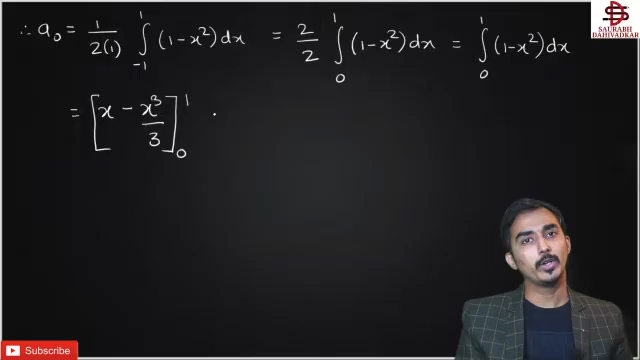 ∴ a₀ = 1/2(1) ∫₋₁¹ (1-x²) dx = 2/2 ∫₀¹ (1-x²) dx = ∫₀¹ (1-x²) dx
= [x - x³/3]₀¹
SAURABH
DAHIVADKAR
Subscribe